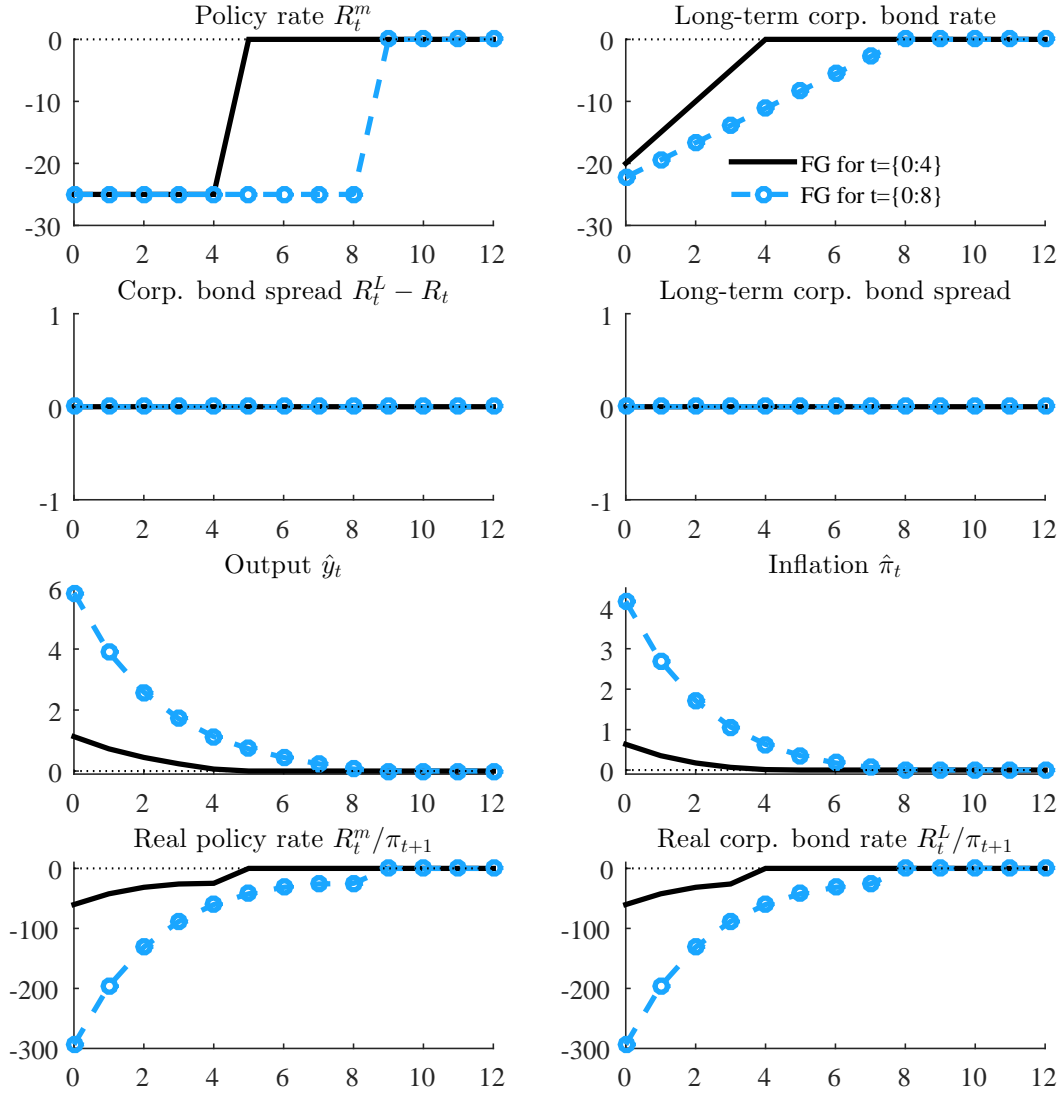 Policy rate $R_t^m$
Long-term corp. bond rate
0
-10
-20
-30
0 2 4 6 8 10 12
0
-10
-20
-30
FG for t={0:4}
FG for t={0:8}
0 2 4 6 8 10 12
Corp. bond spread $R_t^L - R_t$
Long-term corp. bond spread
1
0
-1
0 2 4 6 8 10 12
1
0
-1
0 2 4 6 8 10 12
Output $\hat{y}_t$
Inflation $\hat{\pi}_t$
6
4
2
0
0 2 4 6 8 10 12
4
3
2
1
0
0 2 4 6 8 10 12
Real policy rate $R_t^m/\pi_{t+1}$
Real corp. bond rate $R_t^L/\pi_{t+1}$
0
-100
-200
-300
0 2 4 6 8 10 12
0
-100
-200
-300
0 2 4 6 8 10 12